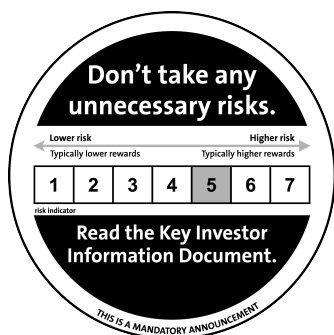 Don't take any
unnecessary risks.
Lower risk Higher risk
Typically lower rewards Typically higher rewards
1 2 3 4 5 6 7
risk indicator
Read the Key Investor
Information Document.
THIS IS A MANDATORY ANNOUNCEMENT